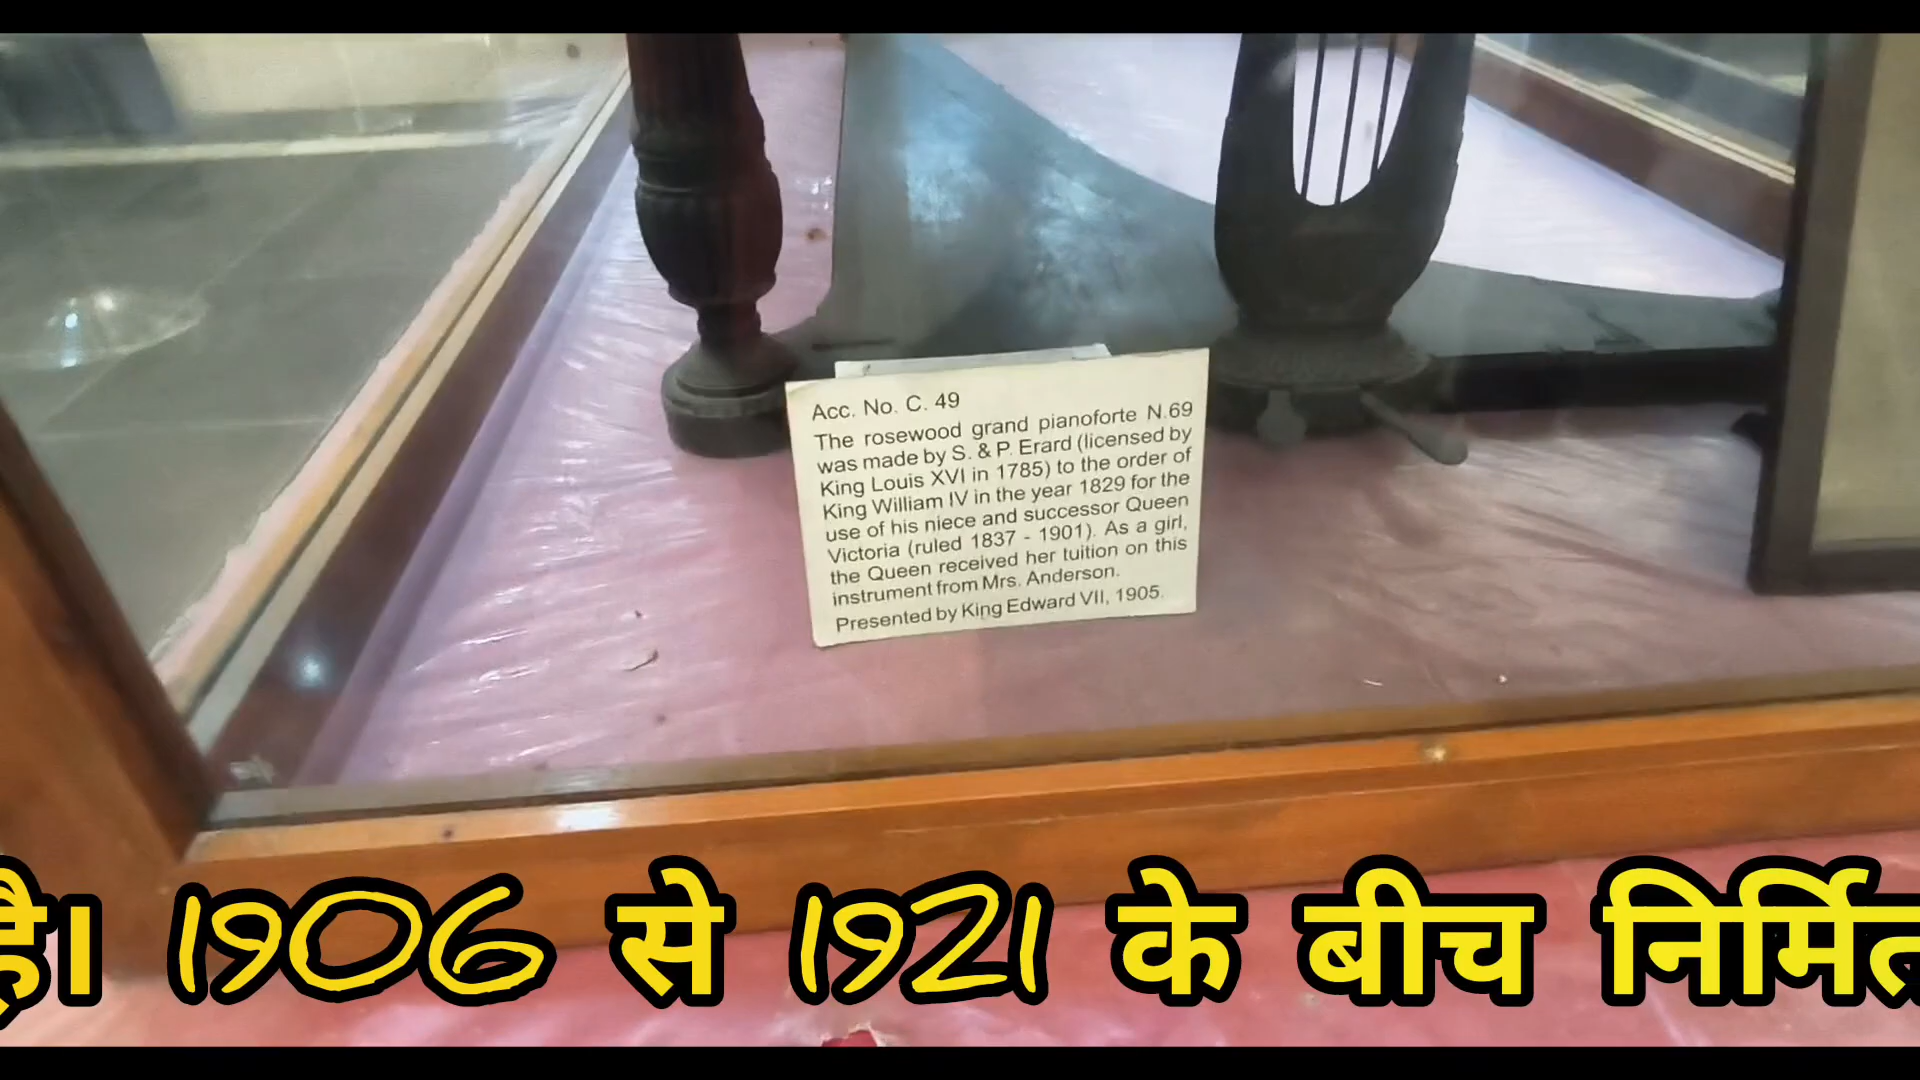 Acc. No. C. 49
The rosewood grand pianoforte N.69
was made by S. & P. Erard (licensed by
King Louis XVI in 1785) to the order of
King William IV in the year 1829 for the
use of his niece and successor Queen
Victoria (ruled 1837 - 1901). As a girl,
the Queen received her tuition on this
instrument from Mrs. Anderson.
Presented by King Edward VII, 1905.
है। 1906 से 1921 के बीच निर्मित